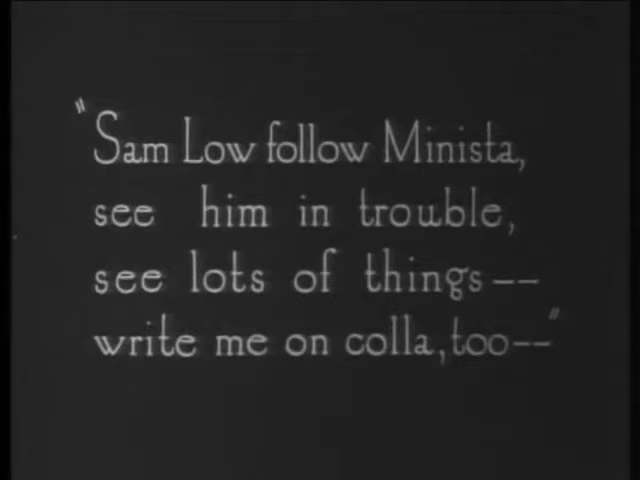 "Sam Low follow Minista,
see him in trouble,
see lots of things--
write me on colla, too--"